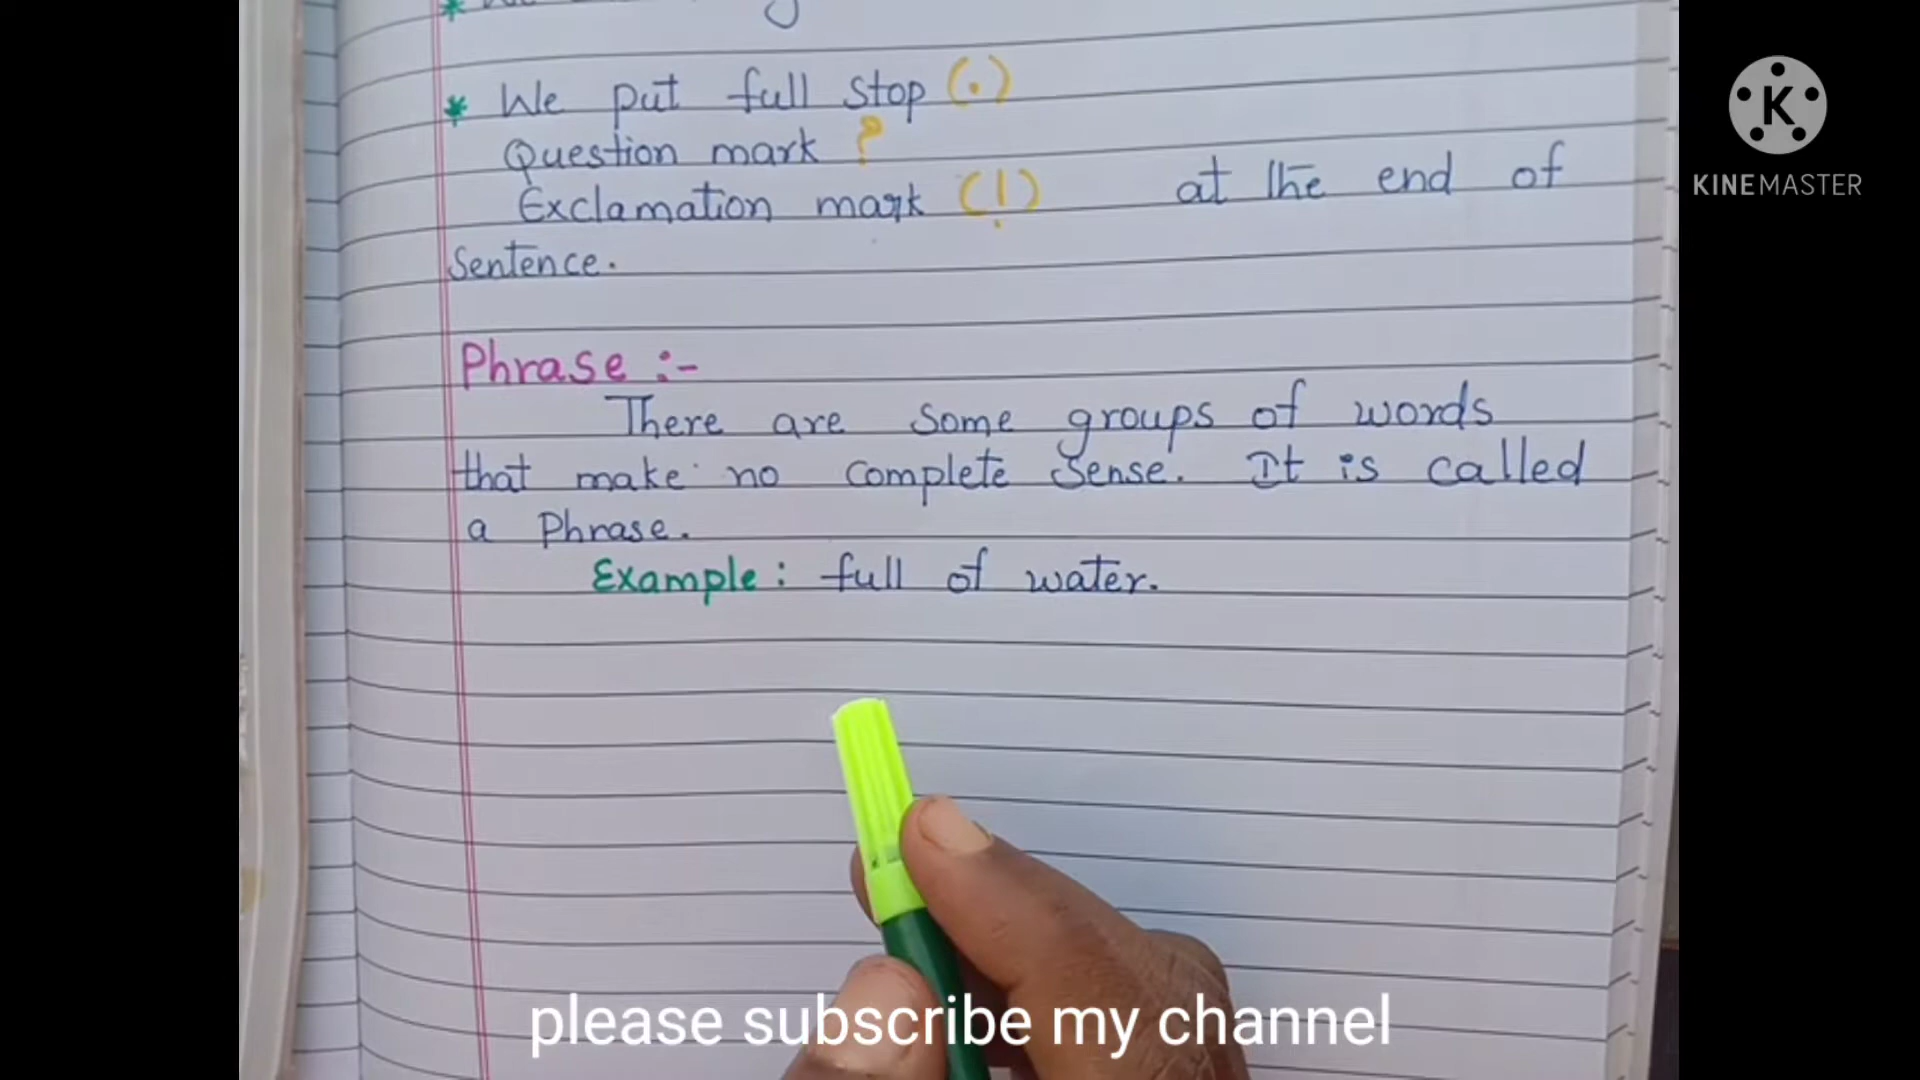 * We put full stop (.)
Question mark ?
Exclamation mark (!) at the end of
Sentence.
Phrase :-
There are some groups of words
that make no complete sense. It is called
a Phrase.
Example : full of water.
please subscribe my channel
K
KINEMASTER